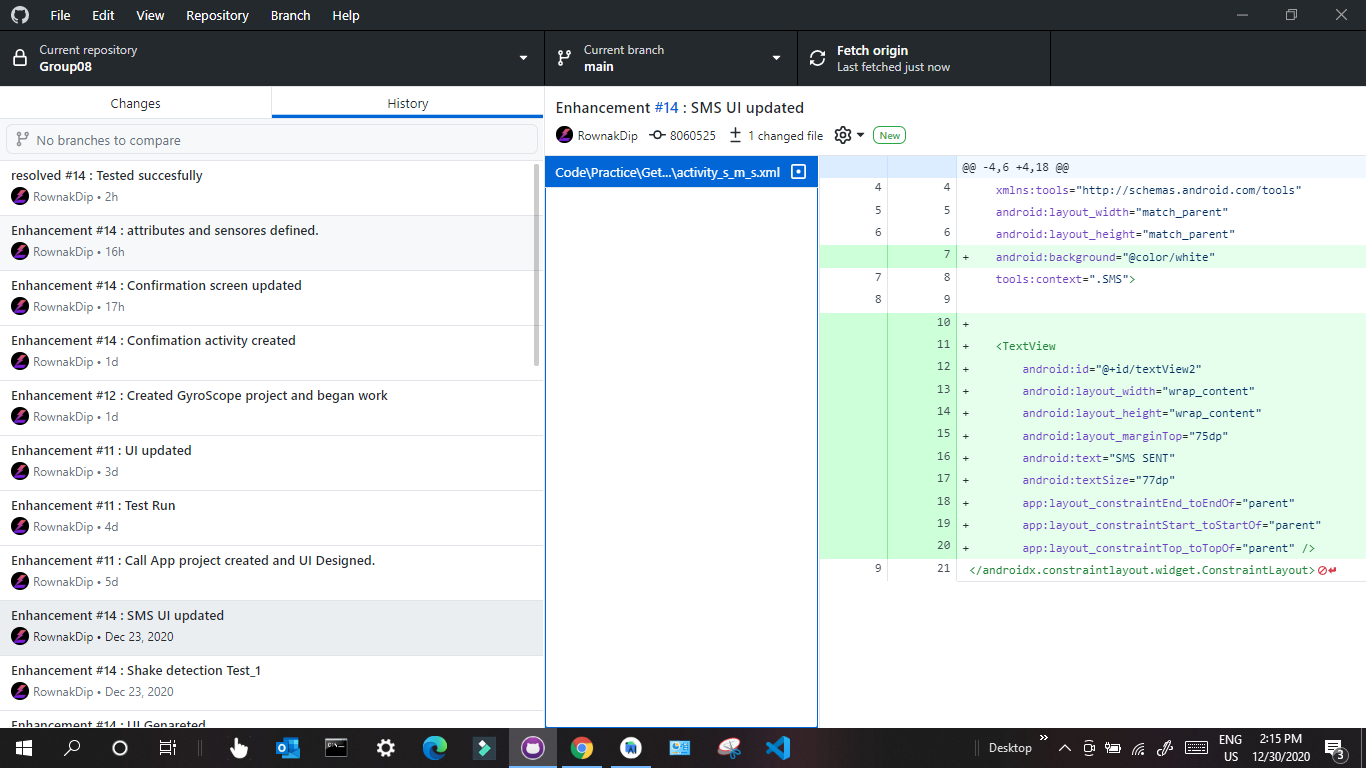 File Edit View Repository Branch Help
Current repository
Group08
Current branch
main
Fetch origin
Last fetched just now
Changes
History
No branches to compare
resolved #14 : Tested succesfully
RownakDip • 2h
Enhancement #14 : attributes and sensores defined.
RownakDip • 16h
Enhancement #14 : Confirmation screen updated
RownakDip • 17h
Enhancement #14 : Confimation activity created
RownakDip • 1d
Enhancement #12 : Created GyroScope project and began work
RownakDip • 1d
Enhancement #11 : UI updated
RownakDip • 3d
Enhancement #11 : Test Run
RownakDip • 4d
Enhancement #11 : Call App project created and UI Designed.
RownakDip • 5d
Enhancement #14 : SMS UI updated
RownakDip • Dec 23, 2020
Enhancement #14 : Shake detection Test_1
RownakDip • Dec 23, 2020
Enhancement #14 : UI Genareted
Enhancement #14 : SMS UI updated
RownakDip 8060525 1 changed file New
Code\Practice\Get...\activity_s_m_s.xml
@@ -4,6 +4,18 @@
4 4 xmlns:tools="http://schemas.android.com/tools"
5 5 android:layout_width="match_parent"
6 6 android:layout_height="match_parent"
7 + android:background="@color/white"
7 8 tools:context=".SMS">
8 9
10 +
11 + <TextView
12 + android:id="@+id/textView2"
13 + android:layout_width="wrap_content"
14 + android:layout_height="wrap_content"
15 + android:layout_marginTop="75dp"
16 + android:text="SMS SENT"
17 + android:textSize="77dp"
18 + app:layout_constraintEnd_toEndOf="parent"
19 + app:layout_constraintStart_toStartOf="parent"
20 + app:layout_constraintTop_toTopOf="parent" />
9 21 </androidx.constraintlayout.widget.ConstraintLayout>
Desktop
ENG
US
2:15 PM
12/30/2020
3